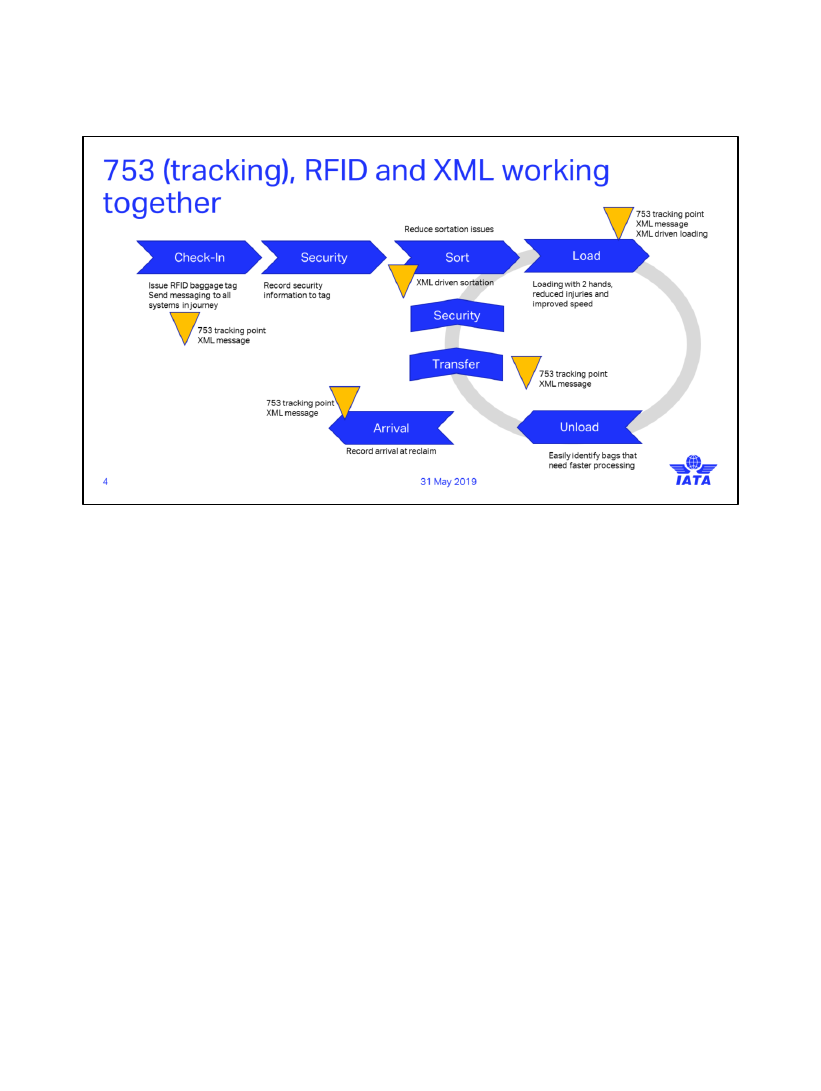 753 (tracking), RFID and XML working
together
753 tracking point
XML message
XML driven loading
Reduce sortation issues
Check-In
Security
Sort
Load
Issue RFID baggage tag
Send messaging to all
systems in journey
Record security
information to tag
XML driven sortation
Loading with 2 hands,
reduced injuries and
improved speed
Security
753 tracking point
XML message
Transfer
753 tracking point
XML message
753 tracking point
XML message
Arrival
Unload
Record arrival at reclaim
Easily identify bags that
need faster processing
4
31 May 2019
IATA